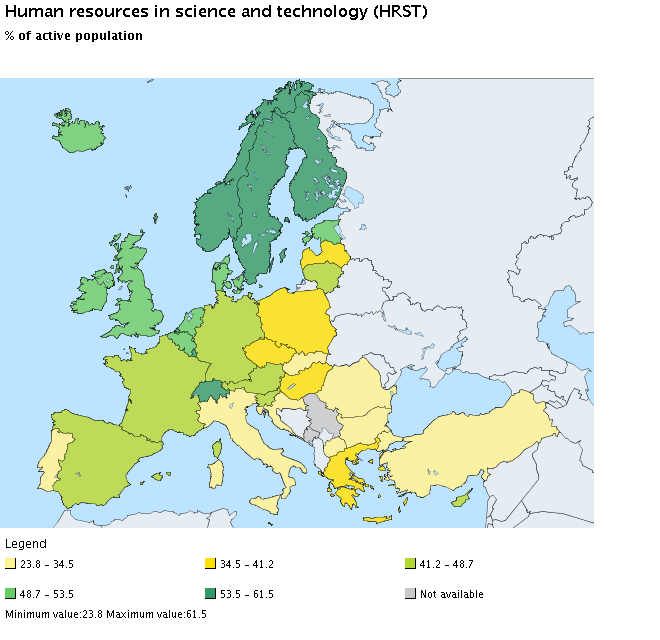 Human resources in science and technology (HRST)
% of active population
Legend
23.8 – 34.5
34.5 – 41.2
41.2 – 48.7
48.7 – 53.5
53.5 – 61.5
Not available
Minimum value:23.8 Maximum value:61.5